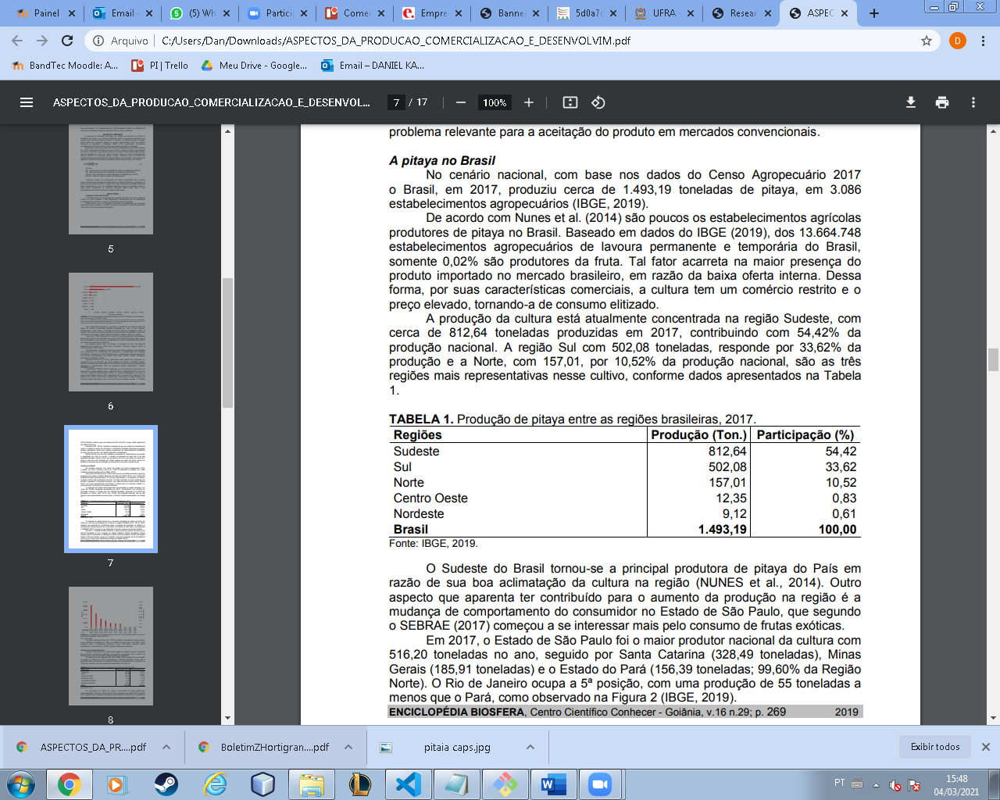 Painel
Email -
(5) Wh
Particip
Comer
Empre
Banne
5d0a7c
UFRA -
Resear
ASPEC
Arquivo | C:/Users/Dan/Downloads/ASPECTOS_DA_PRODUCAO_COMERCIALIZACAO_E_DESENVOLVIM.pdf
D
BandTec Moodle: A...
PI | Trello
Meu Drive - Google...
Email – DANIEL KA...
ASPECTOS_DA_PRODUCAO_COMERCIALIZACAO_E_DESENVOL...
7 / 17
100%
5
6
7
8
problema relevante para a aceitação do produto em mercados convencionais.
A pitaya no Brasil
No cenário nacional, com base nos dados do Censo Agropecuário 2017
o Brasil, em 2017, produziu cerca de 1.493,19 toneladas de pitaya, em 3.086
estabelecimentos agropecuários (IBGE, 2019).
De acordo com Nunes et al. (2014) são poucos os estabelecimentos agrícolas
produtores de pitaya no Brasil. Baseado em dados do IBGE (2019), dos 13.664.748
estabelecimentos agropecuários de lavoura permanente e temporária do Brasil,
somente 0,02% são produtores da fruta. Tal fator acarreta na maior presença do
produto importado no mercado brasileiro, em razão da baixa oferta interna. Dessa
forma, por suas características comerciais, a cultura tem um comércio restrito e o
preço elevado, tornando-a de consumo elitizado.
A produção da cultura está atualmente concentrada na região Sudeste, com
cerca de 812,64 toneladas produzidas em 2017, contribuindo com 54,42% da
produção nacional. A região Sul com 502,08 toneladas, responde por 33,62% da
produção e a Norte, com 157,01, por 10,52% da produção nacional, são as três
regiões mais representativas nesse cultivo, conforme dados apresentados na Tabela
1.
TABELA 1. Produção de pitaya entre as regiões brasileiras, 2017.
Regiões Produção (Ton.) Participação (%)
Sudeste 812,64 54,42
Sul 502,08 33,62
Norte 157,01 10,52
Centro Oeste 12,35 0,83
Nordeste 9,12 0,61
Brasil 1.493,19 100,00
Fonte: IBGE, 2019.
O Sudeste do Brasil tornou-se a principal produtora de pitaya do País em
razão de sua boa aclimatação da cultura na região (NUNES et al., 2014). Outro
aspecto que aparenta ter contribuído para o aumento da produção na região é a
mudança de comportamento do consumidor no Estado de São Paulo, que segundo
o SEBRAE (2017) começou a se interessar mais pelo consumo de frutas exóticas.
Em 2017, o Estado de São Paulo foi o maior produtor nacional da cultura com
516,20 toneladas no ano, seguido por Santa Catarina (328,49 toneladas), Minas
Gerais (185,91 toneladas) e o Estado do Pará (156,39 toneladas; 99,60% da Região
Norte). O Rio de Janeiro ocupa a 5ª posição, com uma produção de 55 toneladas a
menos que o Pará, como observado na Figura 2 (IBGE, 2019).
ENCICLOPÉDIA BIOSFERA, Centro Científico Conhecer - Goiânia, v.16 n.29; p. 269 2019
ASPECTOS_DA_PR....pdf
BoletimZHortigran....pdf
pitaia caps.jpg
Exibir todos
PT
15:48
04/03/2021